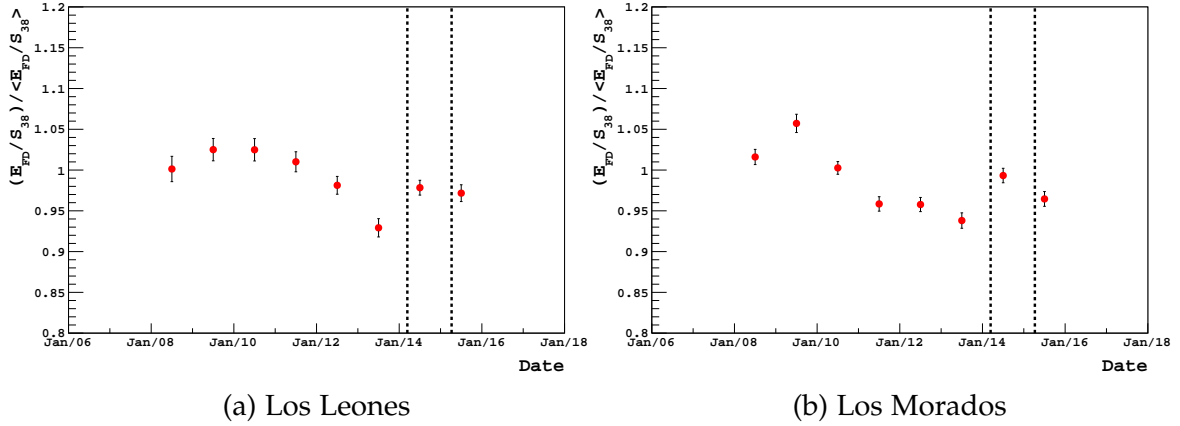 (E_FD/S_38)/<E_FD/S_38>
1.2
1.15
1.1
1.05
1
0.95
0.9
0.85
0.8
Jan/06 Jan/08 Jan/10 Jan/12 Jan/14 Jan/16 Jan/18
Date
(a) Los Leones
(E_FD/S_38)/<E_FD/S_38>
1.2
1.15
1.1
1.05
1
0.95
0.9
0.85
0.8
Jan/06 Jan/08 Jan/10 Jan/12 Jan/14 Jan/16 Jan/18
Date
(b) Los Morados